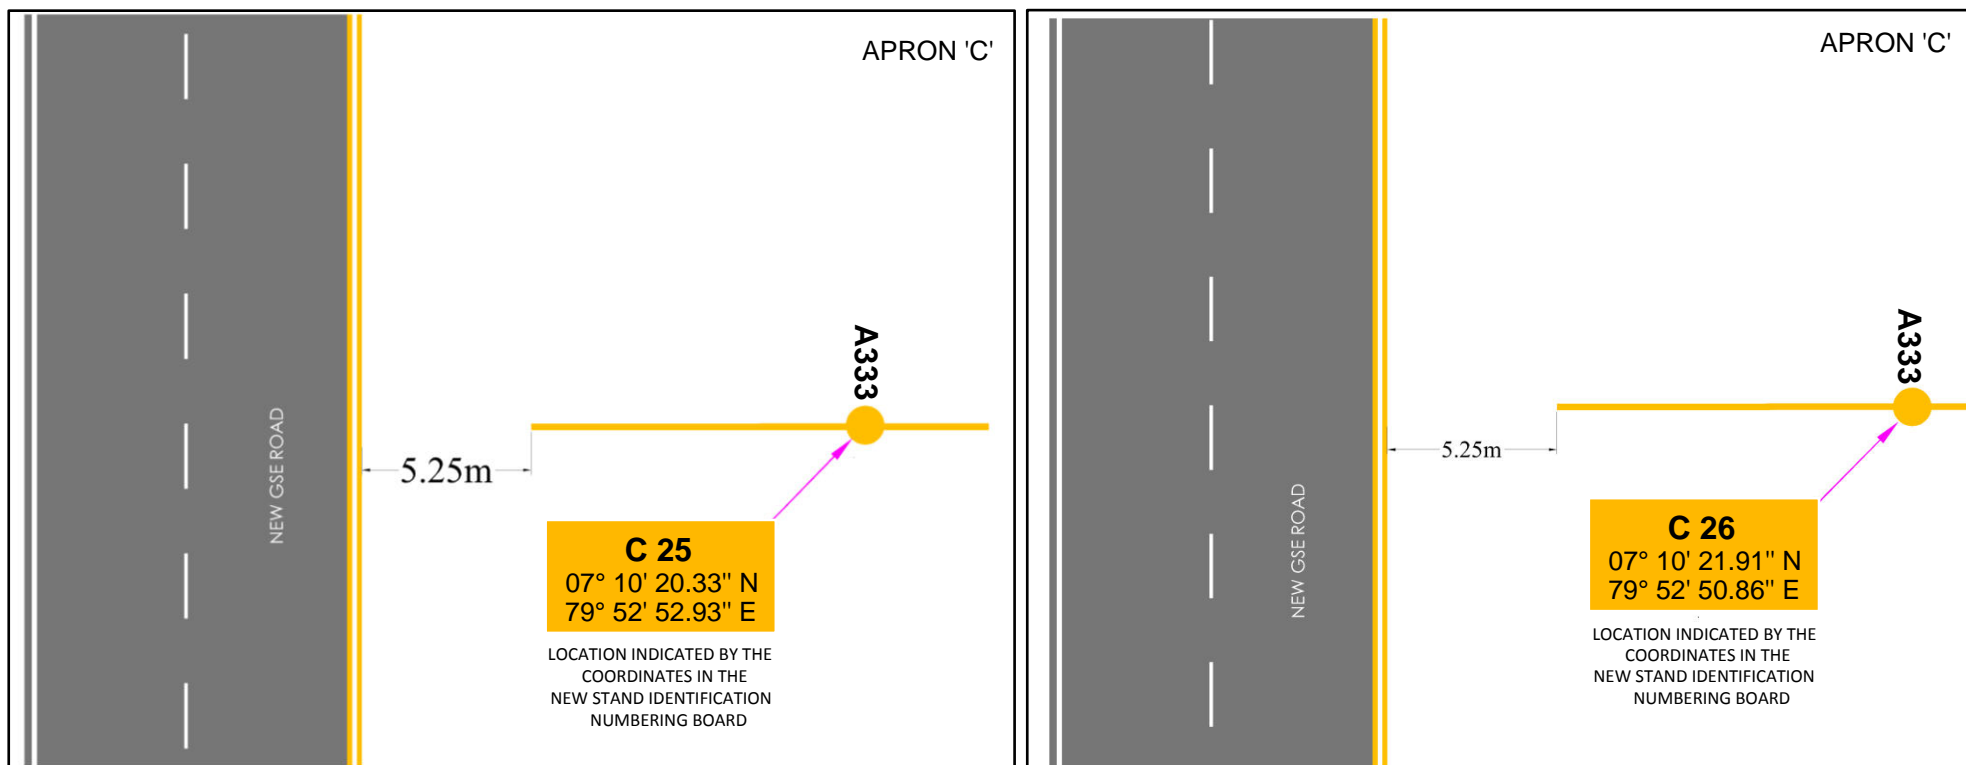 APRON 'C'
A333
NEW GSE ROAD
5.25m
C 25
07° 10' 20.33" N
79° 52' 52.93" E
LOCATION INDICATED BY THE
COORDINATES IN THE
NEW STAND IDENTIFICATION
NUMBERING BOARD
APRON 'C'
A333
5.25m
NEW GSE ROAD
C 26
07° 10' 21.91" N
79° 52' 50.86" E
LOCATION INDICATED BY THE
COORDINATES IN THE
NEW STAND IDENTIFICATION
NUMBERING BOARD